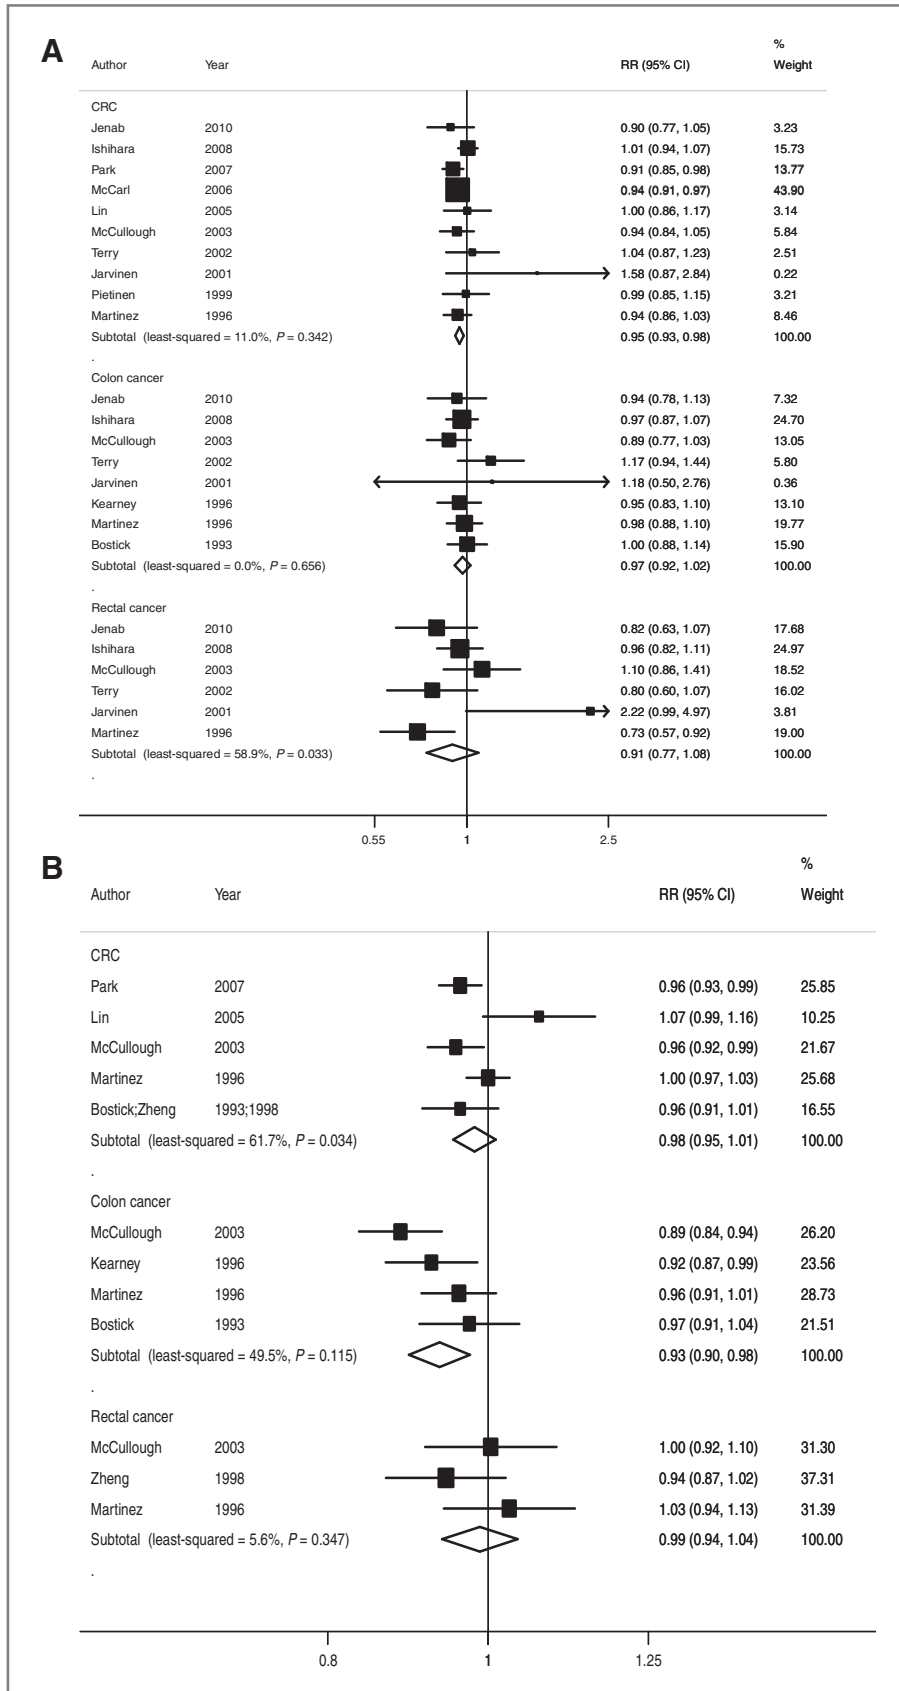 A
%
Author Year RR (95% CI) Weight
CRC
Jenab 2010 0.90 (0.77, 1.05) 3.23
Ishihara 2008 1.01 (0.94, 1.07) 15.73
Park 2007 0.91 (0.85, 0.98) 13.77
McCarl 2006 0.94 (0.91, 0.97) 43.90
Lin 2005 1.00 (0.86, 1.17) 3.14
McCullough 2003 0.94 (0.84, 1.05) 5.84
Terry 2002 1.04 (0.87, 1.23) 2.51
Jarvinen 2001 1.58 (0.87, 2.84) 0.22
Pietinen 1999 0.99 (0.85, 1.15) 3.21
Martinez 1996 0.94 (0.86, 1.03) 8.46
Subtotal (least-squared = 11.0%, P = 0.342) 0.95 (0.93, 0.98) 100.00
.
Colon cancer
Jenab 2010 0.94 (0.78, 1.13) 7.32
Ishihara 2008 0.97 (0.87, 1.07) 24.70
McCullough 2003 0.89 (0.77, 1.03) 13.05
Terry 2002 1.17 (0.94, 1.44) 5.80
Jarvinen 2001 1.18 (0.50, 2.76) 0.36
Kearney 1996 0.95 (0.83, 1.10) 13.10
Martinez 1996 0.98 (0.88, 1.10) 19.77
Bostick 1993 1.00 (0.88, 1.14) 15.90
Subtotal (least-squared = 0.0%, P = 0.656) 0.97 (0.92, 1.02) 100.00
.
Rectal cancer
Jenab 2010 0.82 (0.63, 1.07) 17.68
Ishihara 2008 0.96 (0.82, 1.11) 24.97
McCullough 2003 1.10 (0.86, 1.41) 18.52
Terry 2002 0.80 (0.60, 1.07) 16.02
Jarvinen 2001 2.22 (0.99, 4.97) 3.81
Martinez 1996 0.73 (0.57, 0.92) 19.00
Subtotal (least-squared = 58.9%, P = 0.033) 0.91 (0.77, 1.08) 100.00
.
0.55 1 2.5
B
%
Author Year RR (95% CI) Weight
CRC
Park 2007 0.96 (0.93, 0.99) 25.85
Lin 2005 1.07 (0.99, 1.16) 10.25
McCullough 2003 0.96 (0.92, 0.99) 21.67
Martinez 1996 1.00 (0.97, 1.03) 25.68
Bostick;Zheng 1993;1998 0.96 (0.91, 1.01) 16.55
Subtotal (least-squared = 61.7%, P = 0.034) 0.98 (0.95, 1.01) 100.00
.
Colon cancer
McCullough 2003 0.89 (0.84, 0.94) 26.20
Kearney 1996 0.92 (0.87, 0.99) 23.56
Martinez 1996 0.96 (0.91, 1.01) 28.73
Bostick 1993 0.97 (0.91, 1.04) 21.51
Subtotal (least-squared = 49.5%, P = 0.115) 0.93 (0.90, 0.98) 100.00
.
Rectal cancer
McCullough 2003 1.00 (0.92, 1.10) 31.30
Zheng 1998 0.94 (0.87, 1.02) 37.31
Martinez 1996 1.03 (0.94, 1.13) 31.39
Subtotal (least-squared = 5.6%, P = 0.347) 0.99 (0.94, 1.04) 100.00
.
0.8 1 1.25